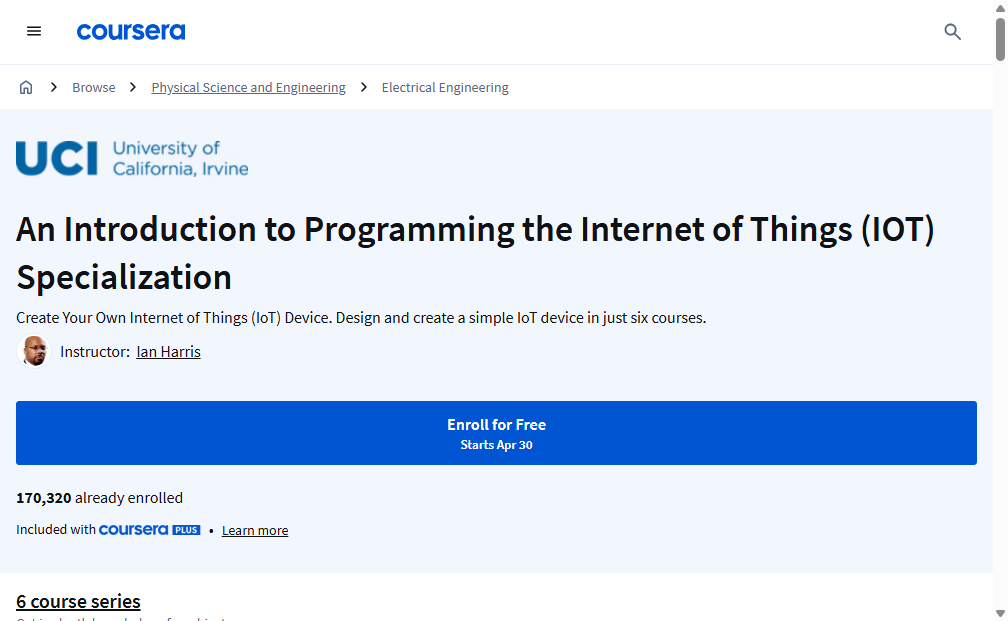 coursera
Browse
Physical Science and Engineering
Electrical Engineering
UCI University of
California, Irvine
An Introduction to Programming the Internet of Things (IOT)
Specialization
Create Your Own Internet of Things (IoT) Device. Design and create a simple IoT device in just six courses.
Instructor: Ian Harris
Enroll for Free
Starts Apr 30
170,320 already enrolled
Included with coursera PLUS • Learn more
6 course series